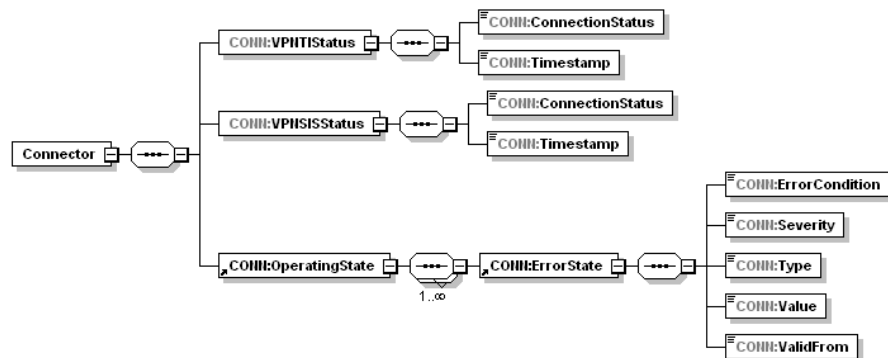 CONN:VPNTIStatus
CONN:ConnectionStatus
CONN:Timestamp
CONN:VPNSISStatus
CONN:ConnectionStatus
CONN:Timestamp
Connector
CONN:OperatingState
1..∞
CONN:ErrorState
CONN:ErrorCondition
CONN:Severity
CONN:Type
CONN:Value
CONN:ValidFrom